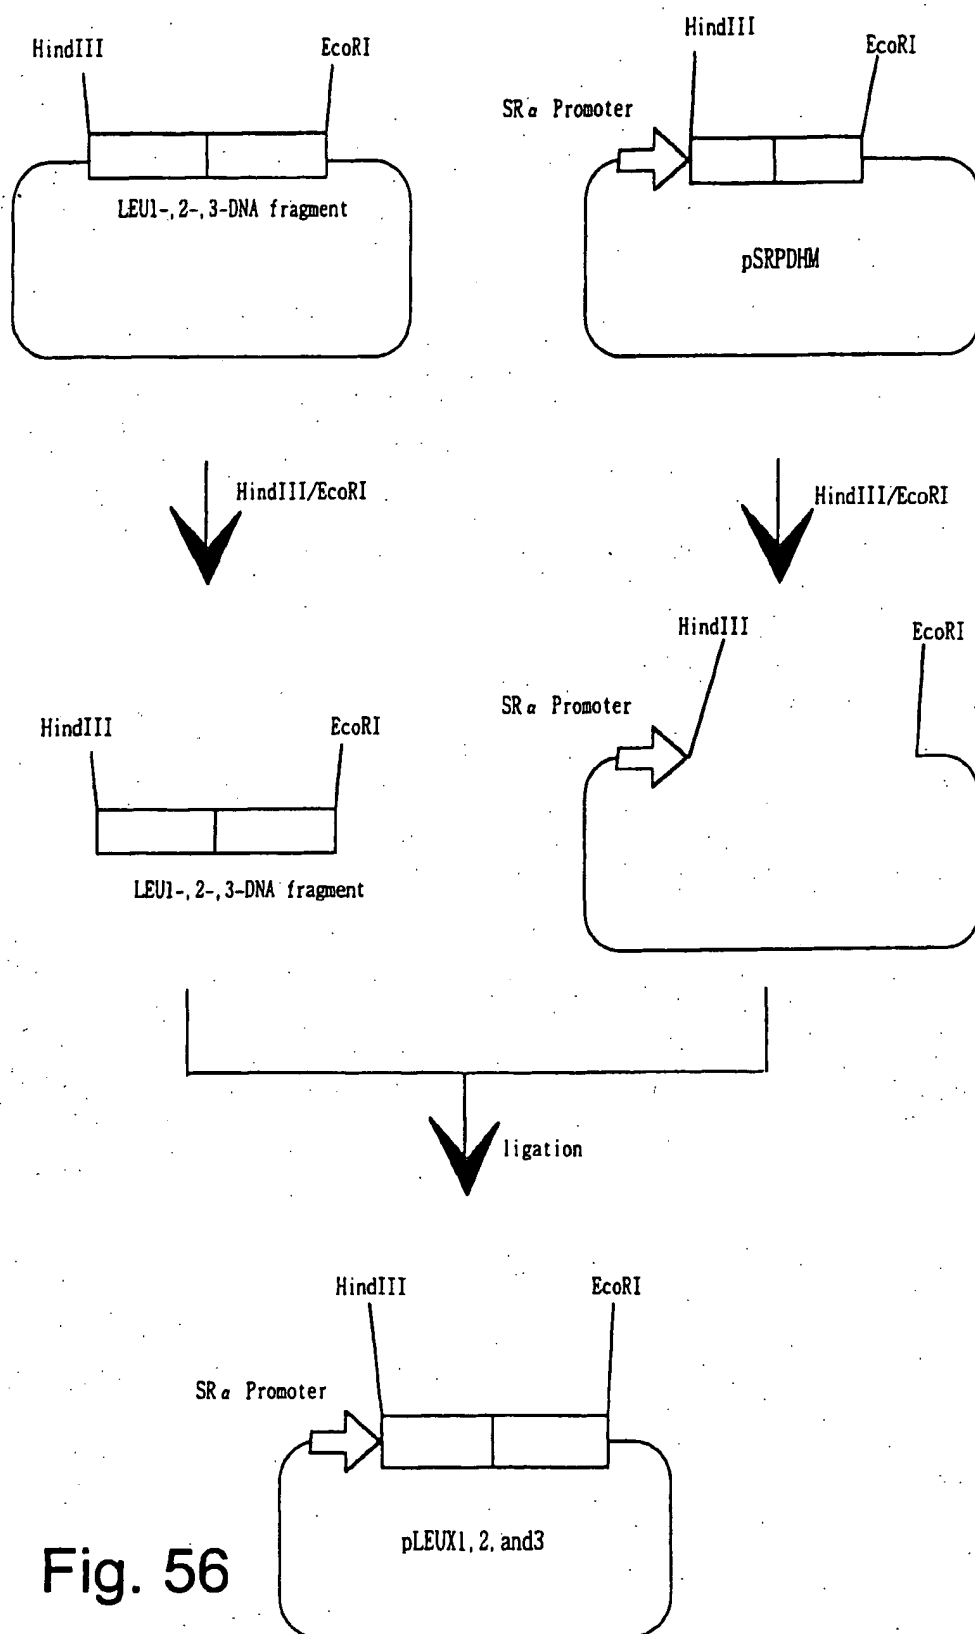 HindIII
EcoRI
HindIII
EcoRI
SRα Promoter
LEU1-,2-,3-DNA fragment
pSRPDHM
HindIII/EcoRI
HindIII/EcoRI
HindIII
EcoRI
SRα Promoter
HindIII
EcoRI
LEU1-,2-,3-DNA fragment
ligation
HindIII
EcoRI
SRα Promoter
pLEUX1,2,and3
Fig. 56